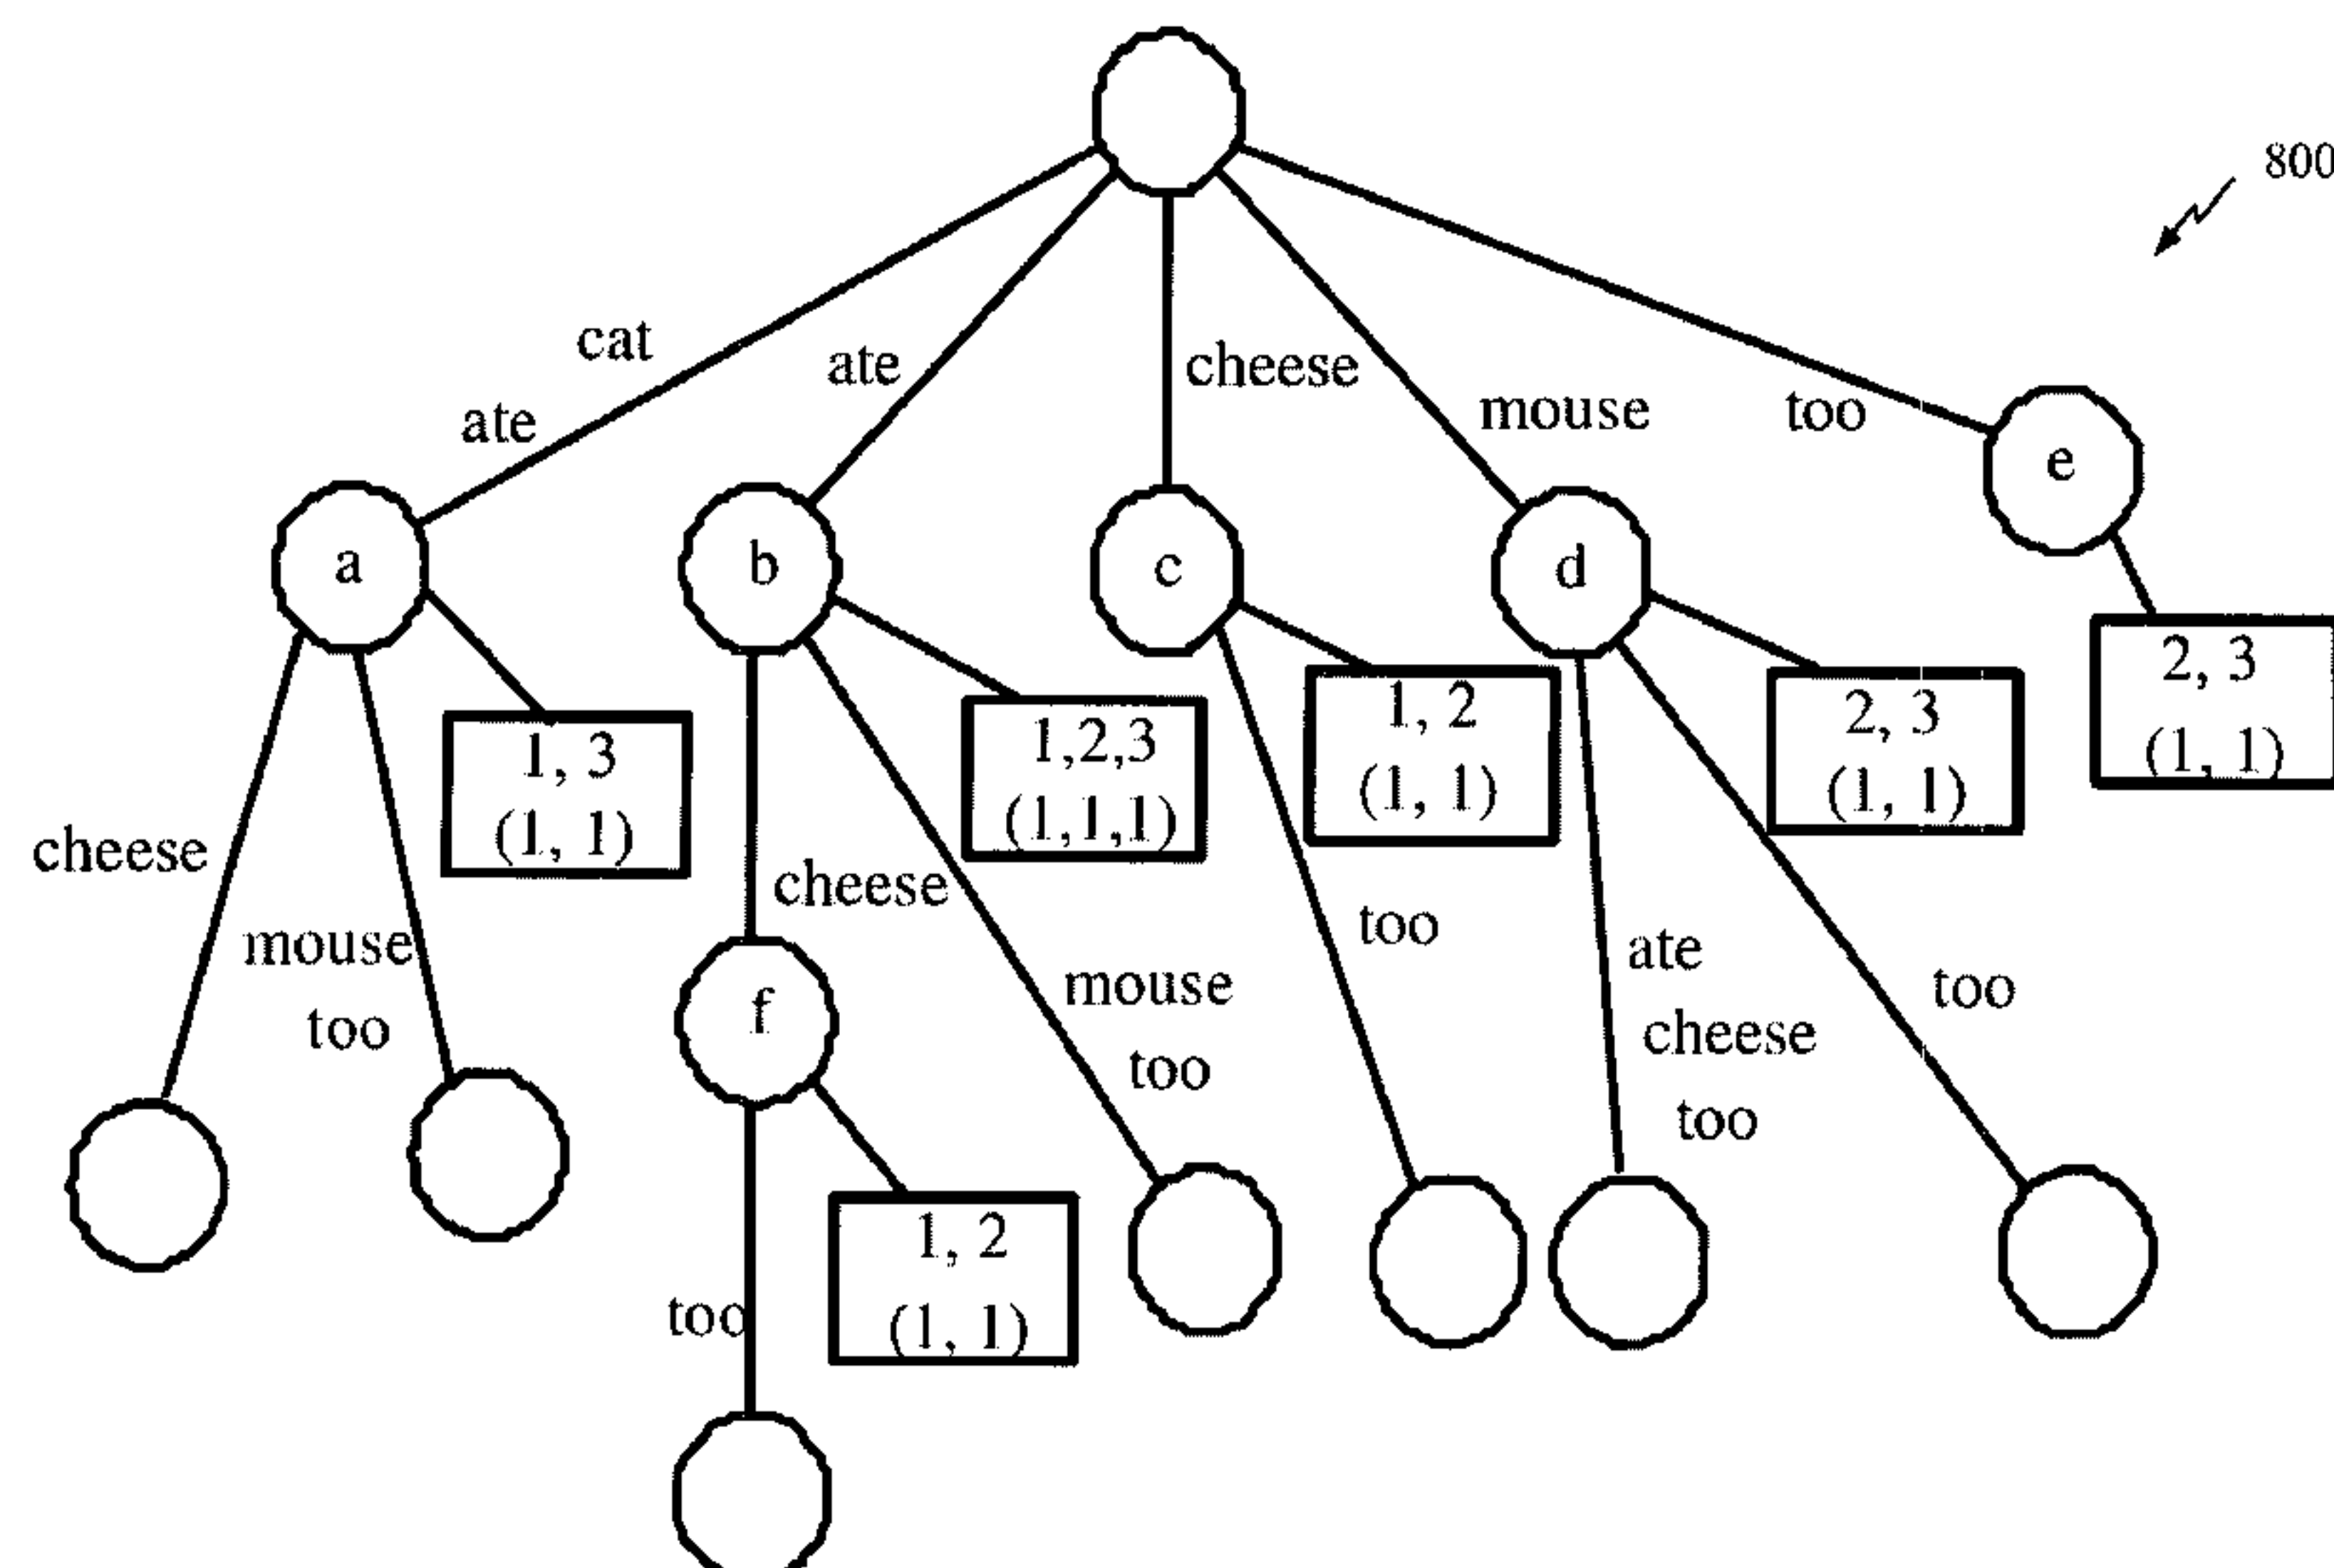 800
cat
ate
ate
cheese
mouse
too
a
b
c
d
e
1, 3
(1, 1)
1,2,3
(1,1,1)
1, 2
(1, 1)
2, 3
(1, 1)
2, 3
(1, 1)
cheese
mouse
too
cheese
mouse
too
too
ate
cheese
too
too
f
1, 2
(1, 1)
too